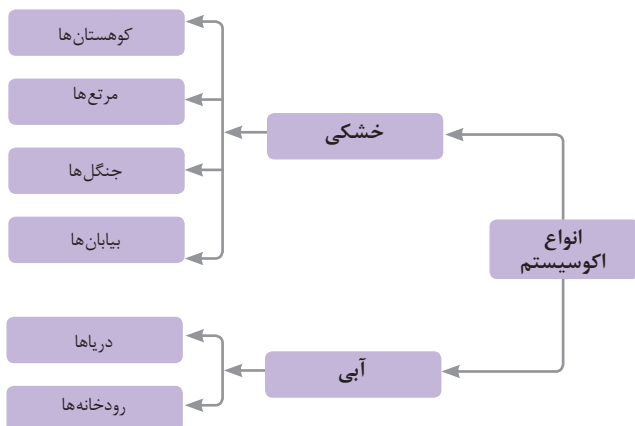 انواع
اکوسیستم
خشکی
کوهستان‌ها
مرتع‌ها
جنگل‌ها
بیابان‌ها
آبی
دریاها
رودخانه‌ها